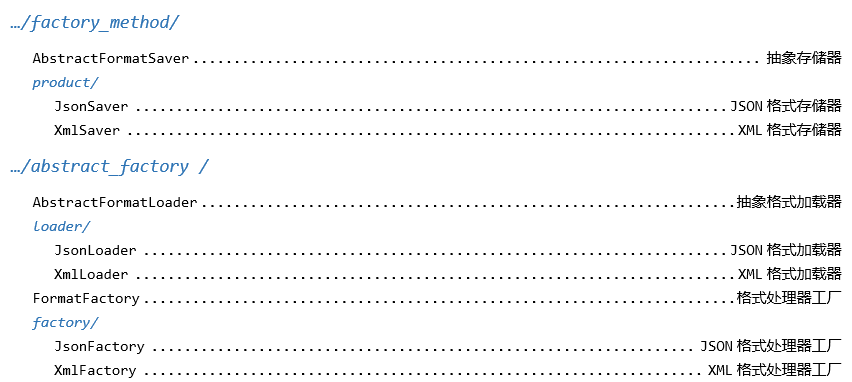 …/factory_method/
AbstractFormatSaver ..................................................................... 抽象存储器
product/
JsonSaver ........................................................................JSON 格式存储器
XmlSaver ..........................................................................XML 格式存储器
…/abstract_factory /
AbstractFormatLoader .................................................................抽象格式加载器
loader/
JsonLoader .......................................................................JSON 格式加载器
XmlLoader .........................................................................XML 格式加载器
FormatFactory ........................................................................格式处理器工厂
factory/
JsonFactory .................................................................. JSON 格式处理器工厂
XmlFactory .................................................................... XML 格式处理器工厂